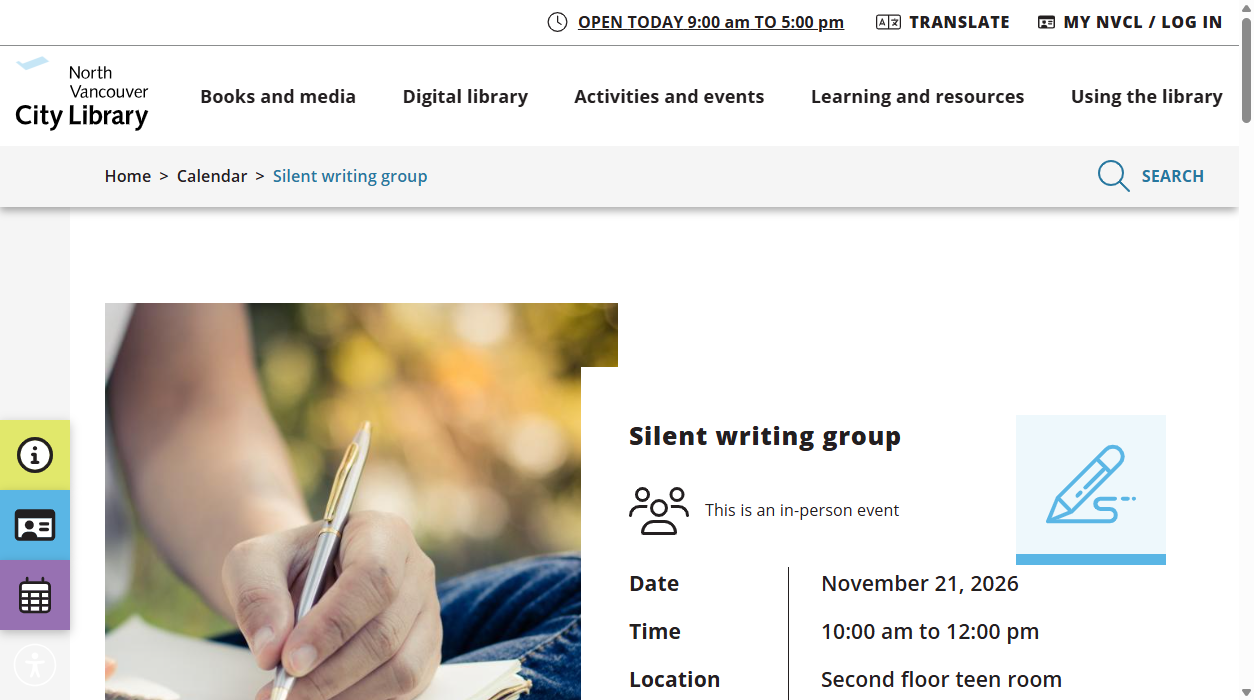 OPEN TODAY 9:00 am TO 5:00 pm
TRANSLATE
MY NVCL / LOG IN
North
Vancouver
City Library
Books and media
Digital library
Activities and events
Learning and resources
Using the library
Home > Calendar > Silent writing group
SEARCH
Silent writing group
This is an in-person event
Date November 21, 2026
Time 10:00 am to 12:00 pm
Location Second floor teen room